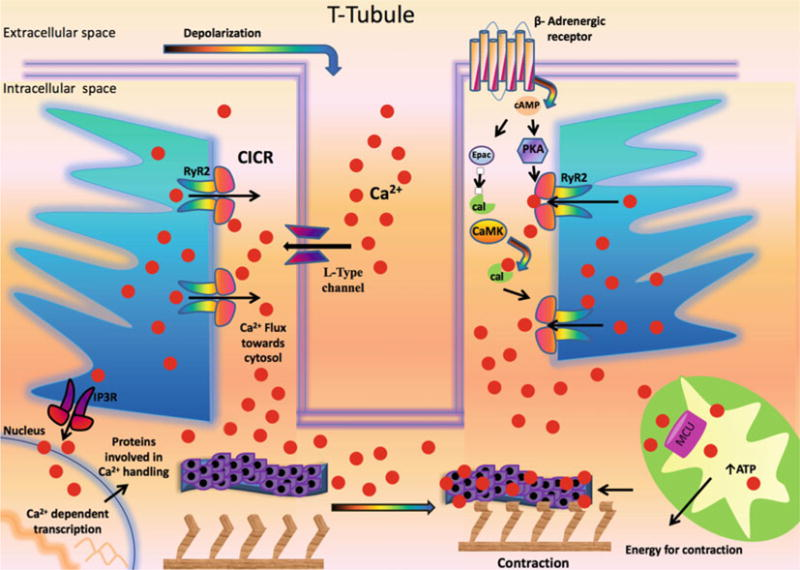 T-Tubule
Extracellular space
Depolarization
β- Adrenergic
receptor
Intracellular space
cAMP
RyR2
CICR
Ca²⁺
Epac
PKA
RyR2
cal
CaMK
L-Type
channel
cal
Ca²⁺ Flux
towards
cytosol
IP3R
Nucleus
Proteins
involved in
Ca²⁺ handling
MCU
↑ATP
Ca²⁺ dependent
transcription
Energy for contraction
Contraction